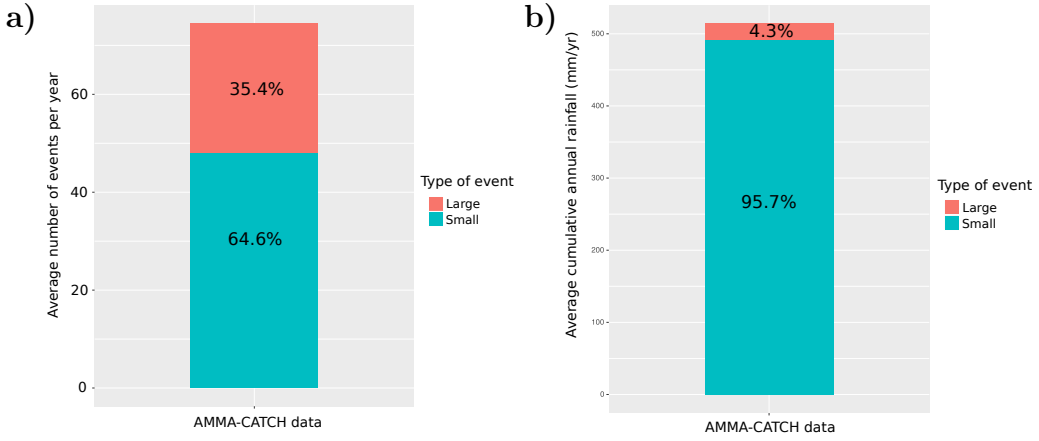 a)
Average number of events per year
60
40
20
0
35.4%
64.6%
AMMA-CATCH data
Type of event
Large
Small
b)
Average cumulative annual rainfall (mm/yr)
500
400
300
200
100
0
4.3%
95.7%
AMMA-CATCH data
Type of event
Large
Small